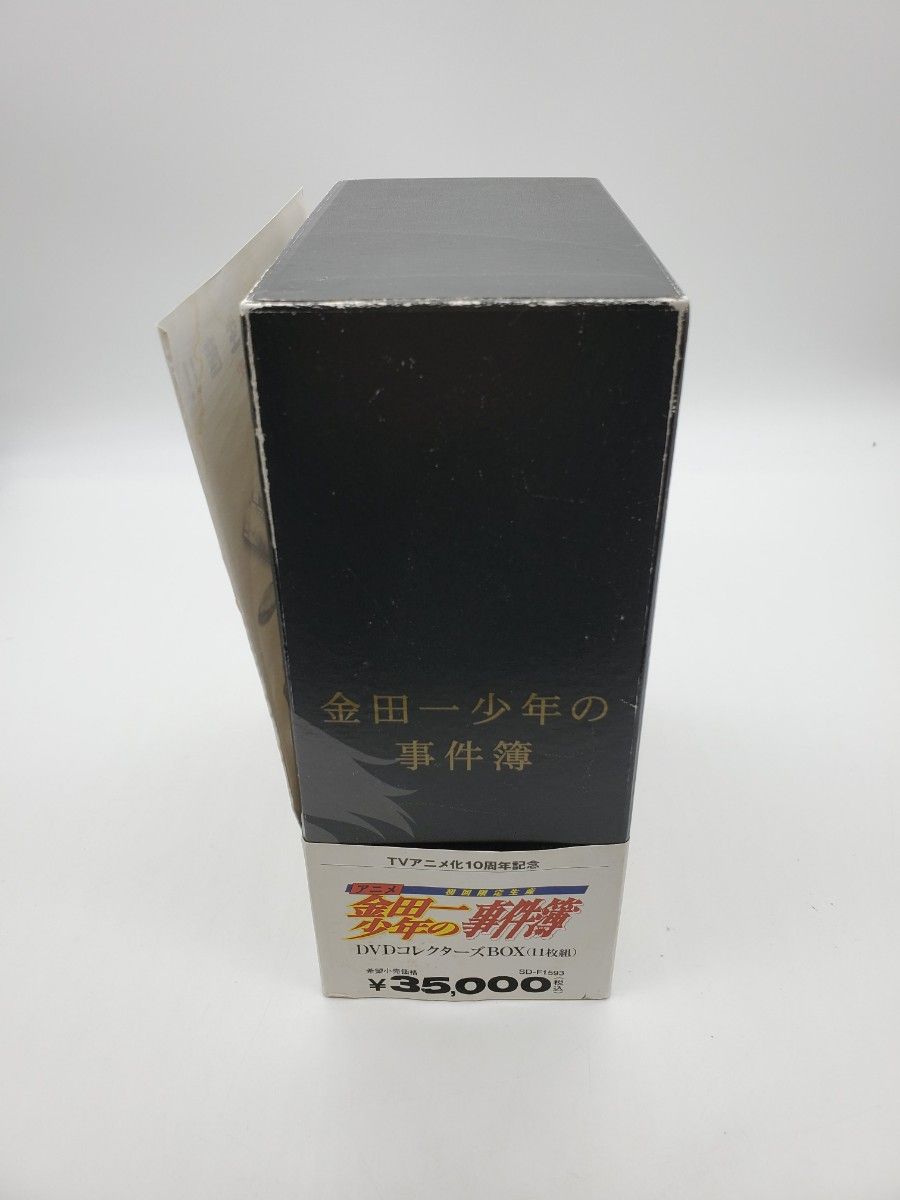 金田一少年の
事件簿
TVアニメ化10周年記念
初回限定生産
アニメ
金田一少年の事件簿
DVDコレクターズBOX(11枚組)
希望小売価格
SD-F1593
¥35,000(税込)